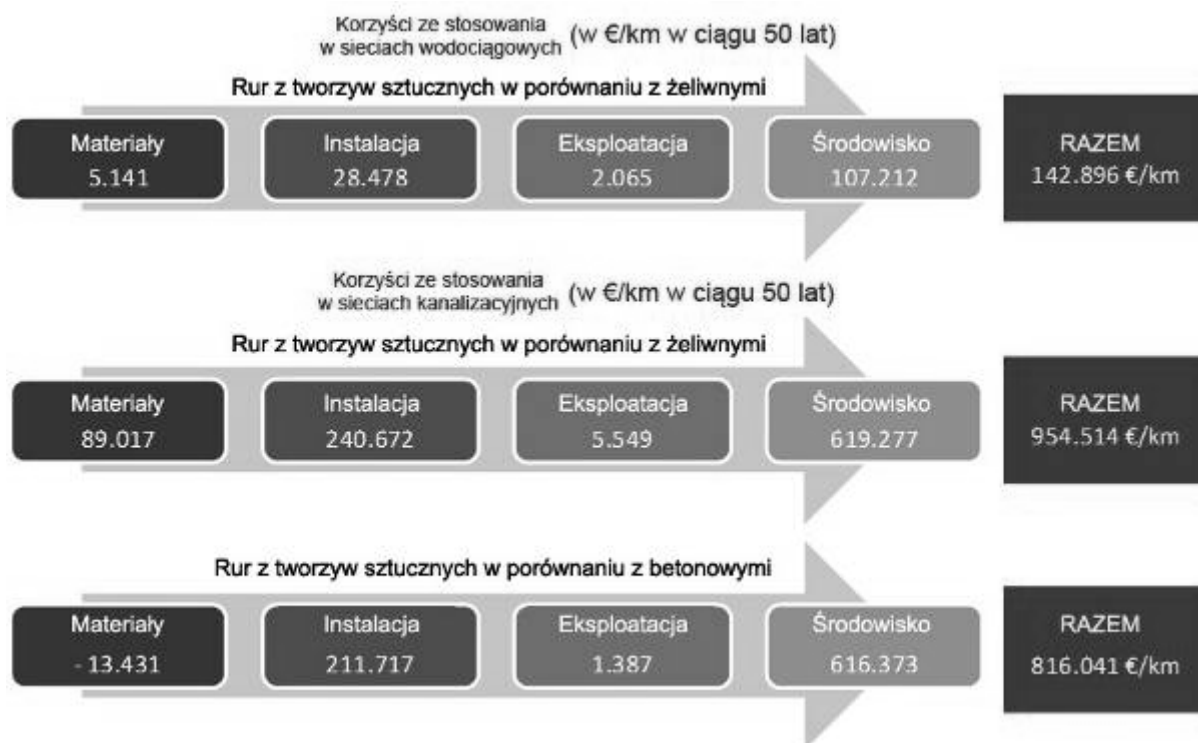 Korzyści ze stosowania
w sieciach wodociągowych (w €/km w ciągu 50 lat)
Rur z tworzyw sztucznych w porównaniu z żeliwnymi
Materiały
5.141
Instalacja
28.478
Eksploatacja
2.065
Środowisko
107.212
RAZEM
142.896 €/km
Korzyści ze stosowania
w sieciach kanalizacyjnych (w €/km w ciągu 50 lat)
Rur z tworzyw sztucznych w porównaniu z żeliwnymi
Materiały
89.017
Instalacja
240.672
Eksploatacja
5.549
Środowisko
619.277
RAZEM
954.514 €/km
Rur z tworzyw sztucznych w porównaniu z betonowymi
Materiały
- 13.431
Instalacja
211.717
Eksploatacja
1.387
Środowisko
616.373
RAZEM
816.041 €/km